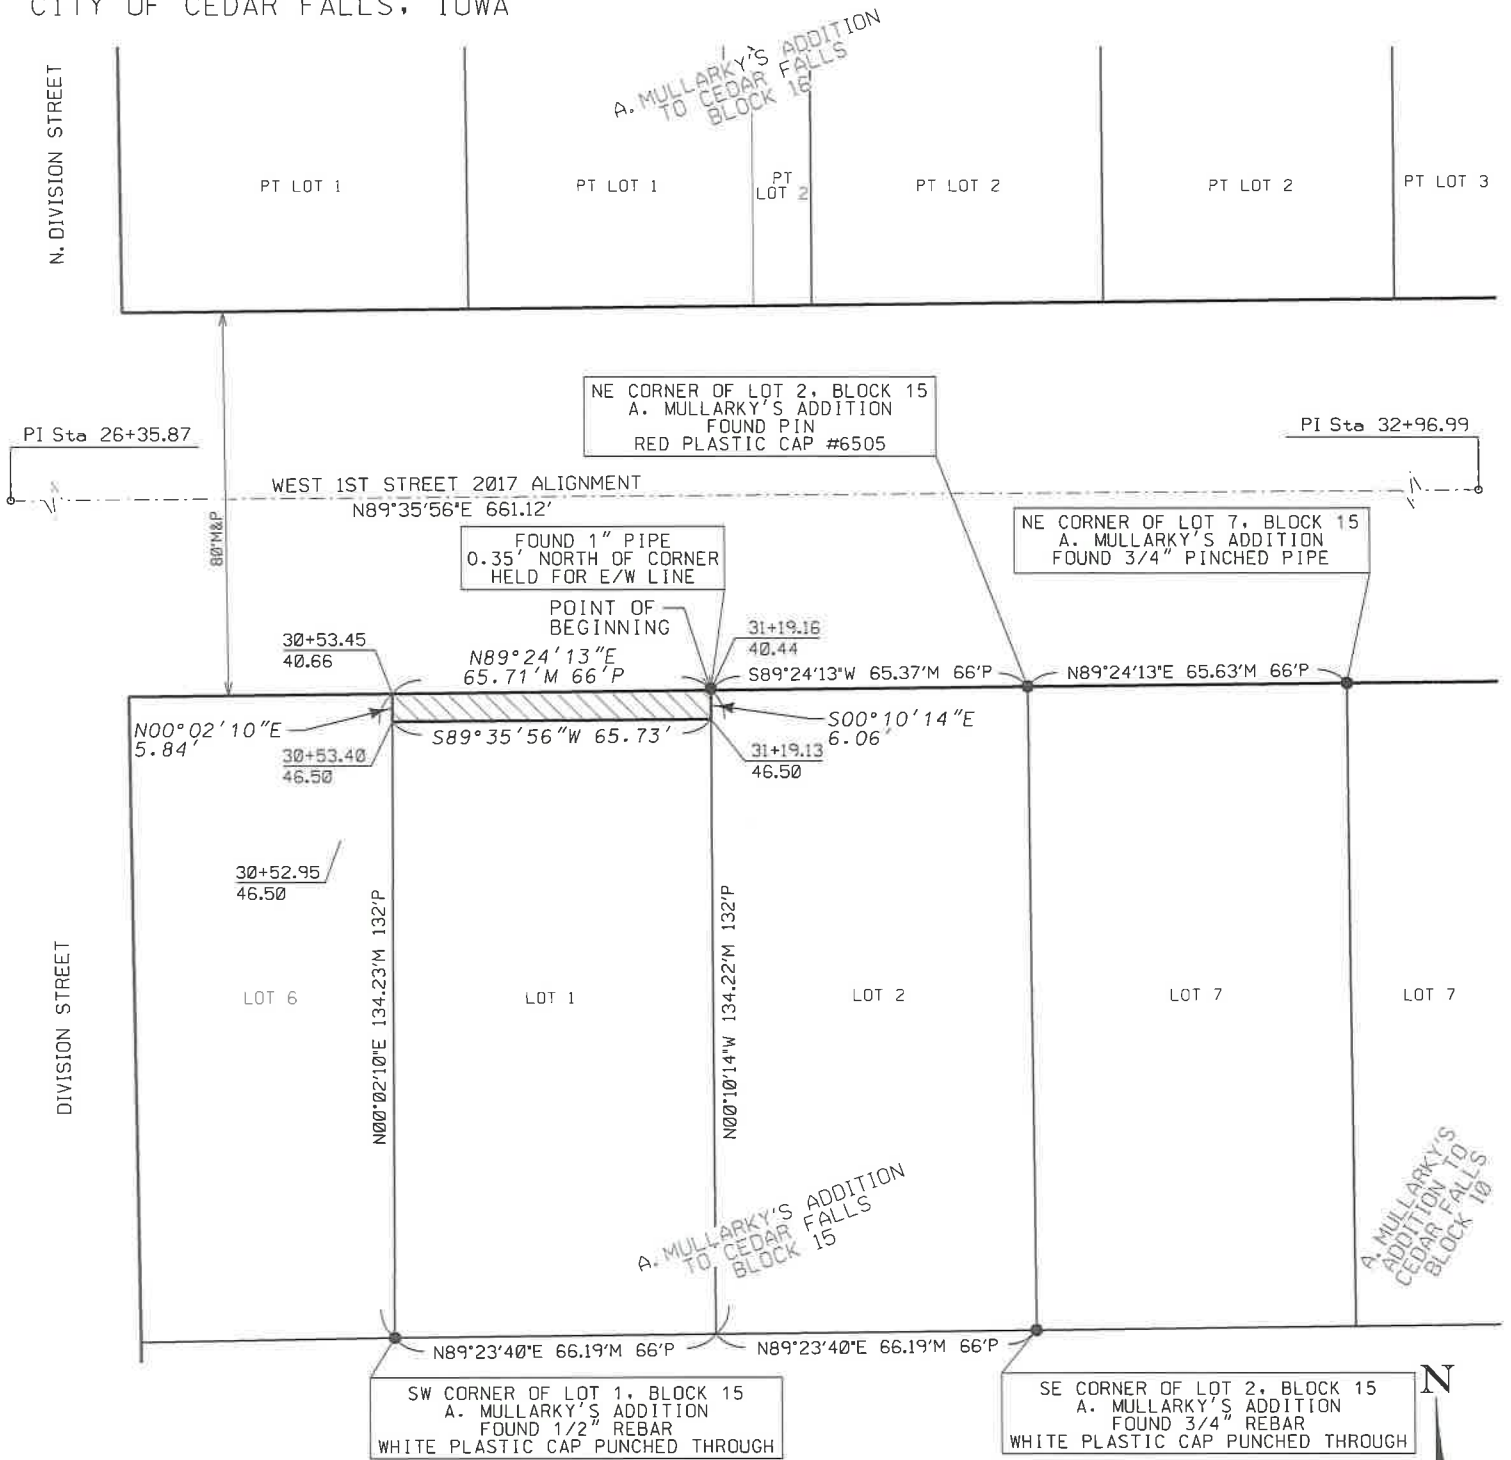 CITY OF CEDAR FALLS, IOWA
N. DIVISION STREET
A. MULLARKY'S ADDITION
TO CEDAR FALLS
BLOCK 16
PT LOT 1
PT LOT 1
PT
LOT 2
PT LOT 2
PT LOT 2
PT LOT 3
NE CORNER OF LOT 2, BLOCK 15
A. MULLARKY'S ADDITION
FOUND PIN
RED PLASTIC CAP #6505
PI Sta 26+35.87
PI Sta 32+96.99
WEST 1ST STREET 2017 ALIGNMENT
N89°35'56"E 661.12'
80'M&P
FOUND 1" PIPE
0.35' NORTH OF CORNER
HELD FOR E/W LINE
NE CORNER OF LOT 7, BLOCK 15
A. MULLARKY'S ADDITION
FOUND 3/4" PINCHED PIPE
POINT OF
BEGINNING
30+53.45
40.66
N89°24'13"E
65.71'M 66'P
31+19.16
40.44
S89°24'13"W 65.37'M 66'P
N89°24'13"E 65.63'M 66'P
N00°02'10"E
5.84'
S89°35'56"W 65.73'
S00°10'14"E
6.06'
30+53.40
46.50
31+19.13
46.50
30+52.95
46.50
N00°02'10"E 134.23'M 132'P
N00°10'14"W 134.22'M 132'P
DIVISION STREET
LOT 6
LOT 1
LOT 2
LOT 7
LOT 7
A. MULLARKY'S ADDITION
TO CEDAR FALLS
BLOCK 15
A. MULLARKY'S
ADDITION TO
CEDAR FALLS
BLOCK 10
N89°23'40"E 66.19'M 66'P
N89°23'40"E 66.19'M 66'P
SW CORNER OF LOT 1, BLOCK 15
A. MULLARKY'S ADDITION
FOUND 1/2" REBAR
WHITE PLASTIC CAP PUNCHED THROUGH
SE CORNER OF LOT 2, BLOCK 15
A. MULLARKY'S ADDITION
FOUND 3/4" REBAR
WHITE PLASTIC CAP PUNCHED THROUGH
N